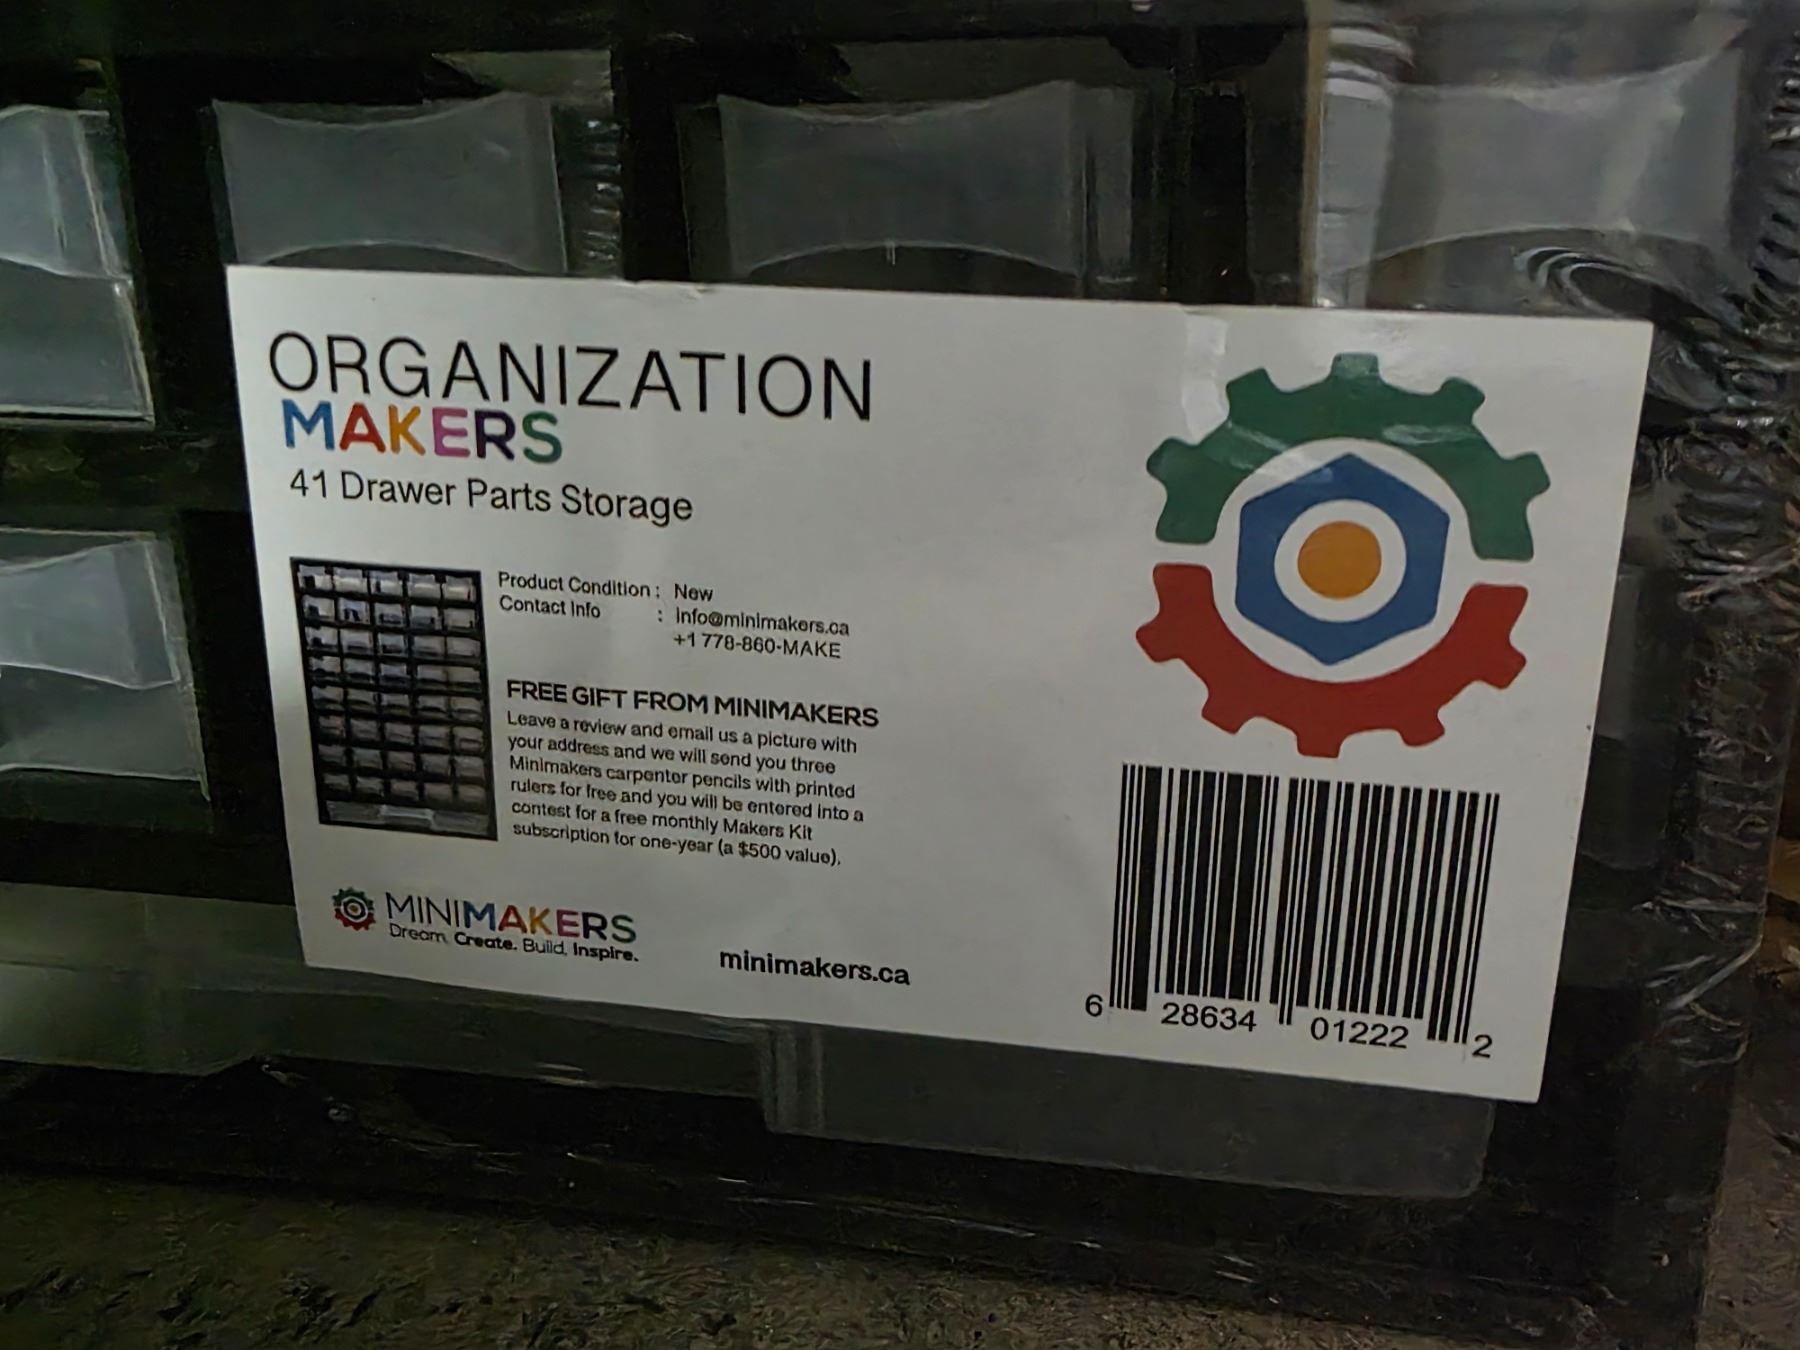 ORGANIZATION
MAKERS
41 Drawer Parts Storage
Product Condition : New
Contact Info : Info@minimakers.ca
+1 778-860-MAKE
FREE GIFT FROM MINIMAKERS
Leave a review and email us a picture with
your address and we will send you three
Minimakers carpenter pencils with printed
rulers for free and you will be entered into a
contest for a free monthly Makers Kit
subscription for one-year (a $500 value).
MINIMAKERS
Dream. Create. Build. Inspire.
minimakers.ca
6 28634 01222 2